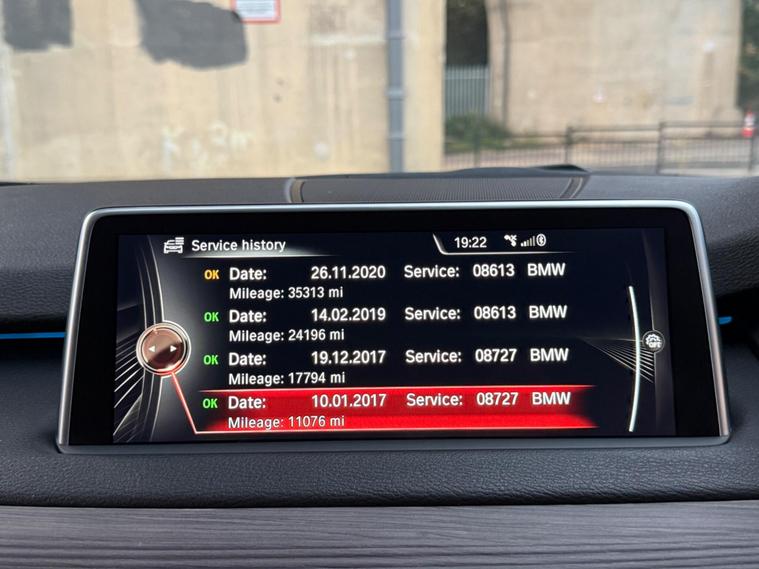 Service history
19:22
OK Date: 26.11.2020 Service: 08613 BMW
Mileage: 35313 mi
OK Date: 14.02.2019 Service: 08613 BMW
Mileage: 24196 mi
OK Date: 19.12.2017 Service: 08727 BMW
Mileage: 17794 mi
OK Date: 10.01.2017 Service: 08727 BMW
Mileage: 11076 mi
OFF